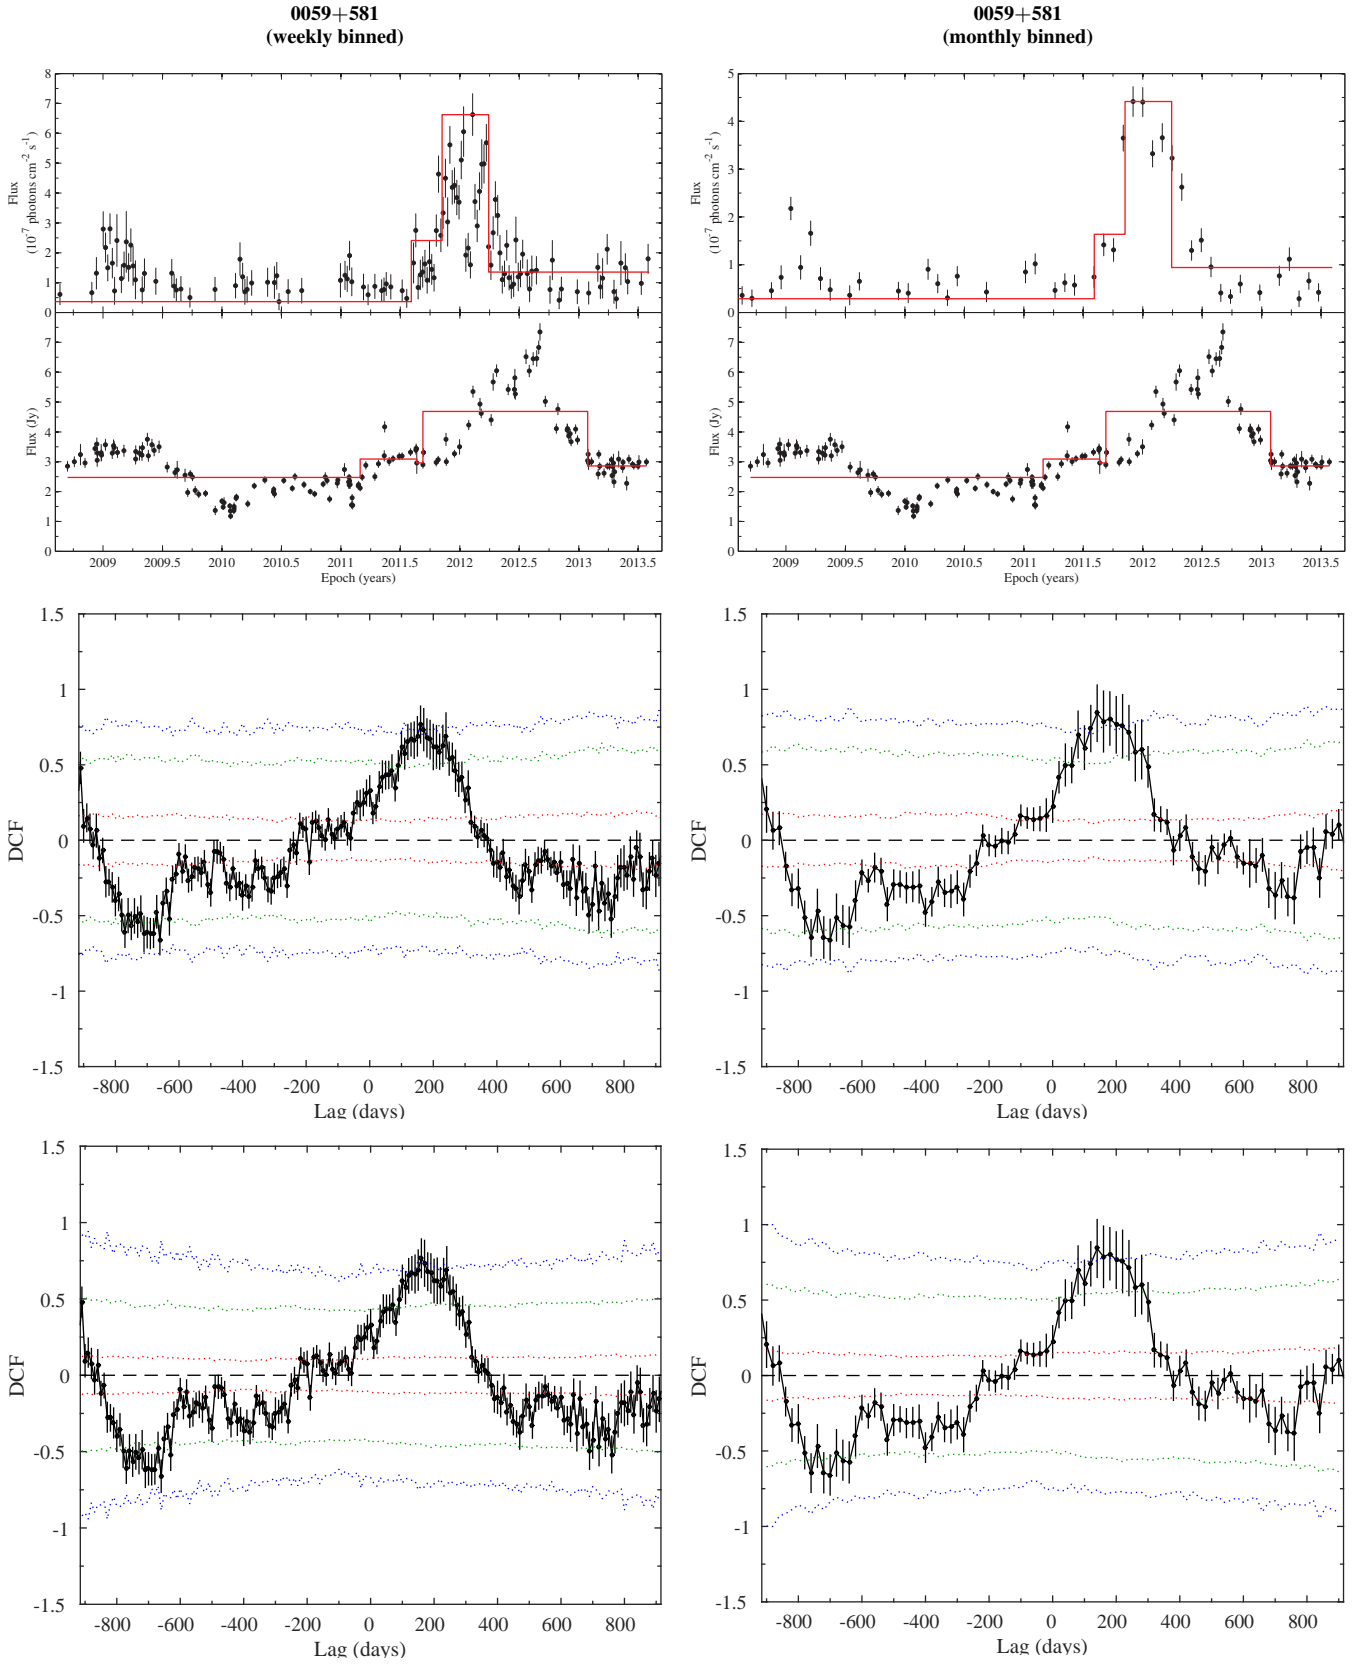 0059+581
(weekly binned)
0059+581
(monthly binned)
8
7
6
5
4
3
2
1
0
Flux
(10⁻⁷ photons cm⁻² s⁻¹)
7
6
5
4
3
2
1
0
Flux (Jy)
2009 2009.5 2010 2010.5 2011 2011.5 2012 2012.5 2013 2013.5
Epoch (years)
5
4
3
2
1
0
Flux
(10⁻⁷ photons cm⁻² s⁻¹)
7
6
5
4
3
2
1
0
Flux (Jy)
2009 2009.5 2010 2010.5 2011 2011.5 2012 2012.5 2013 2013.5
Epoch (years)
1.5
1
0.5
0
-0.5
-1
-1.5
DCF
-800 -600 -400 -200 0 200 400 600 800
Lag (days)
1.5
1
0.5
0
-0.5
-1
-1.5
DCF
-800 -600 -400 -200 0 200 400 600 800
Lag (days)
1.5
1
0.5
0
-0.5
-1
-1.5
DCF
-800 -600 -400 -200 0 200 400 600 800
Lag (days)
1.5
1
0.5
0
-0.5
-1
-1.5
DCF
-800 -600 -400 -200 0 200 400 600 800
Lag (days)